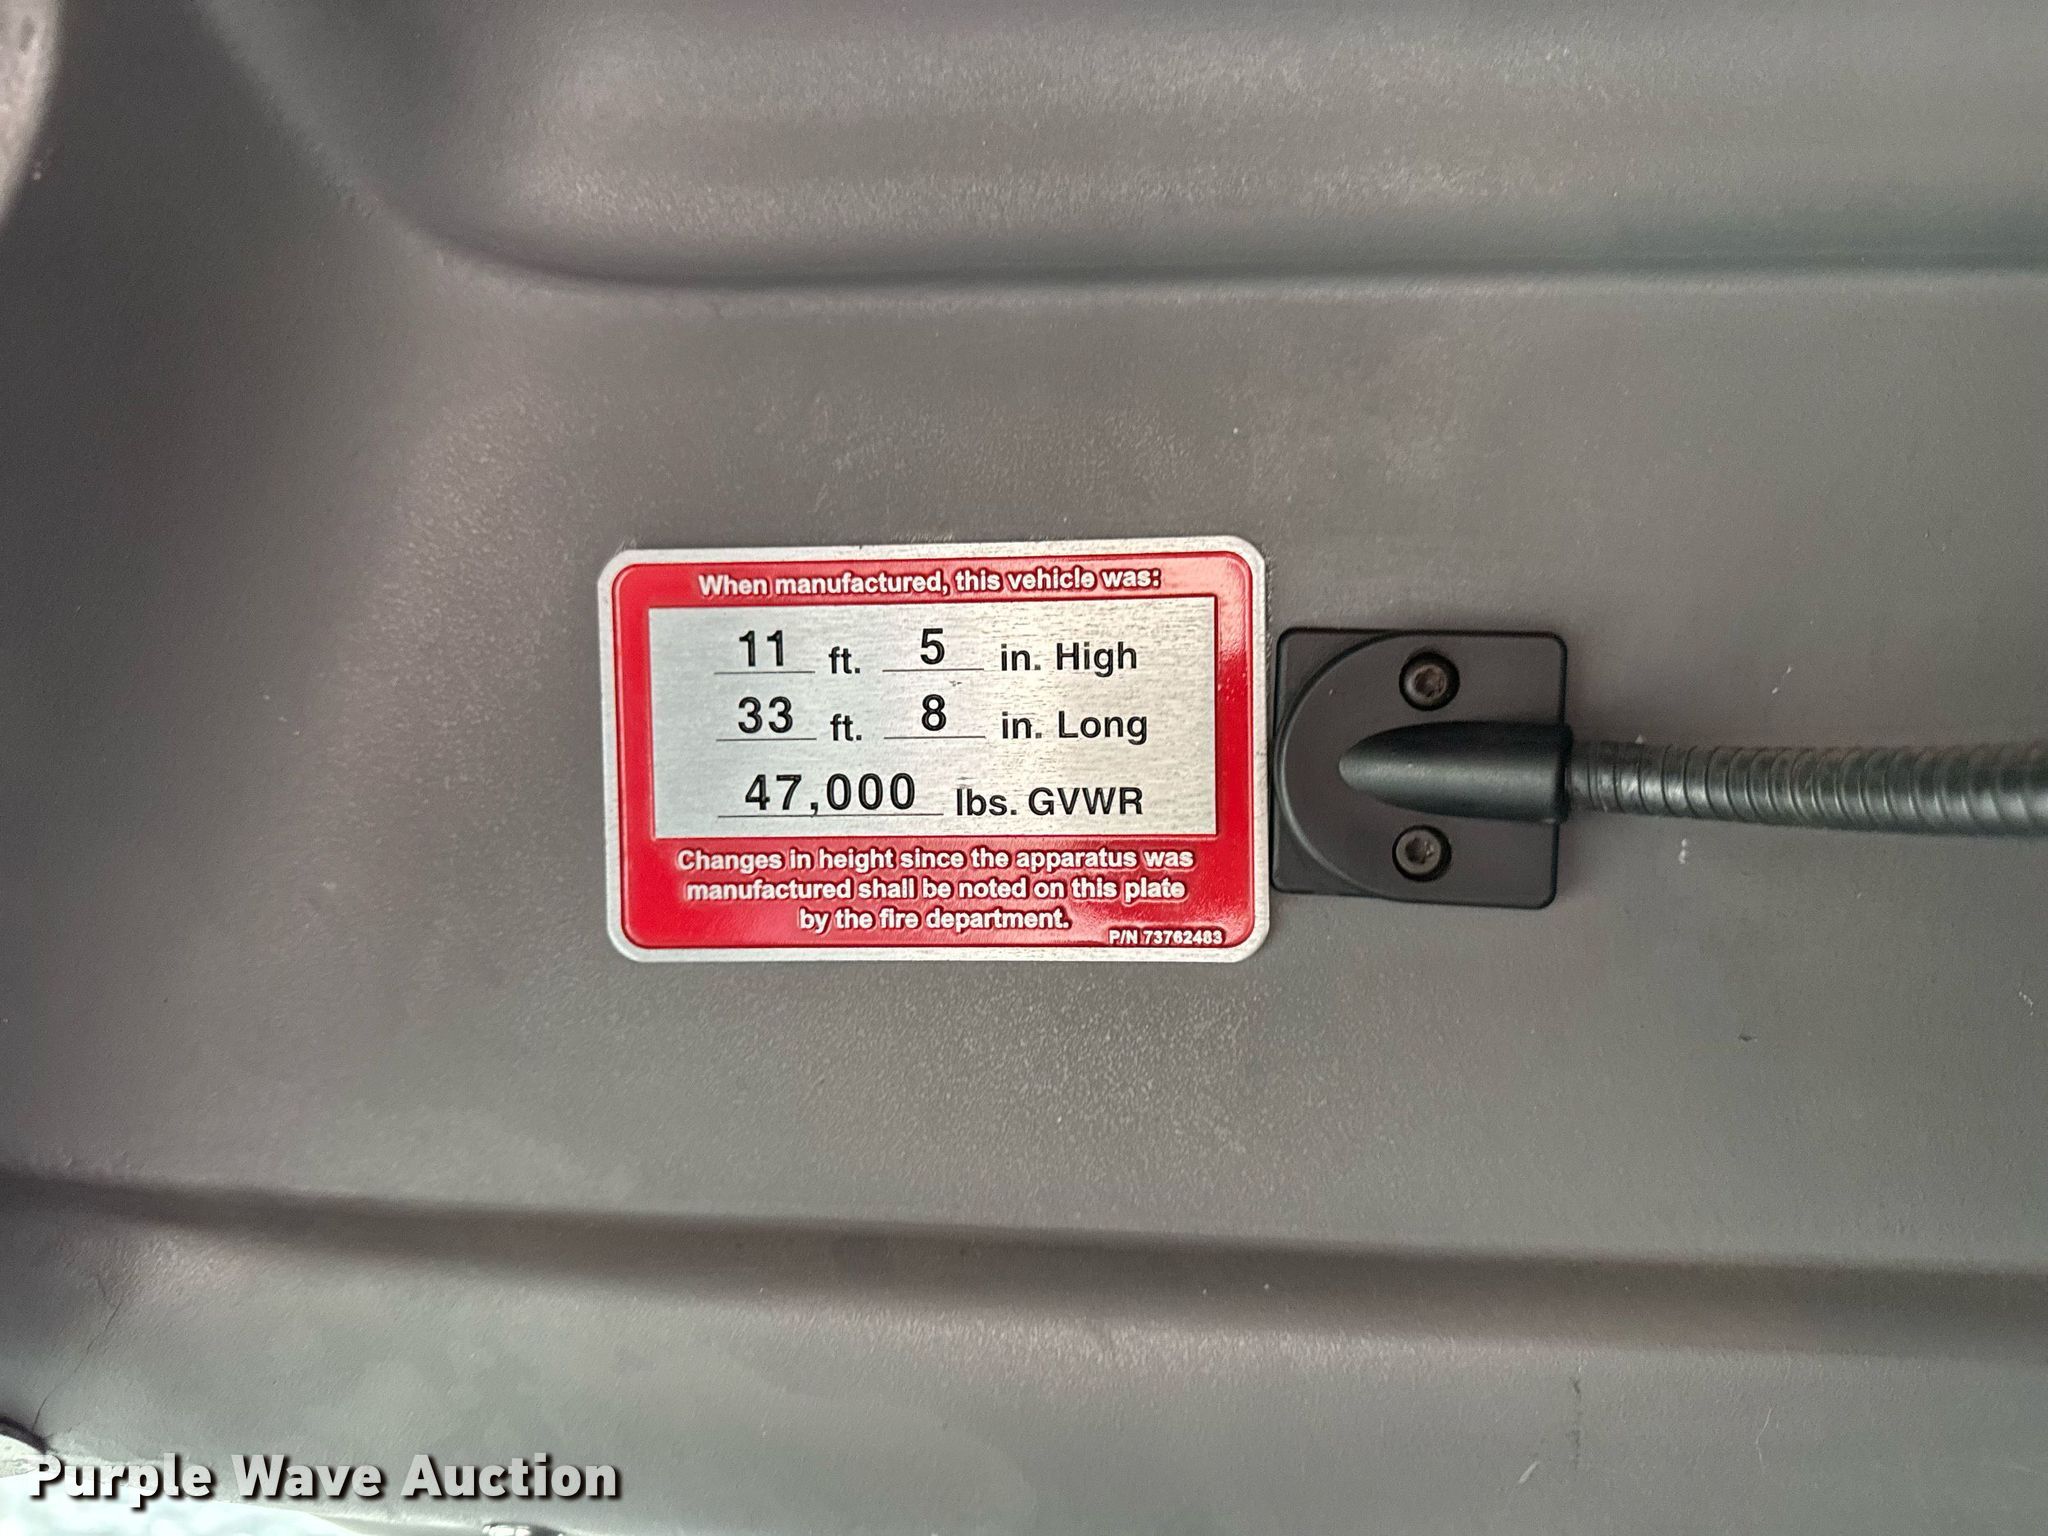 When manufactured, this vehicle was:
11 ft. 5 in. High
33 ft. 8 in. Long
47,000 lbs. GVWR
Changes in height since the apparatus was
manufactured shall be noted on this plate
by the fire department.
P/N 73762483
Purple Wave Auction